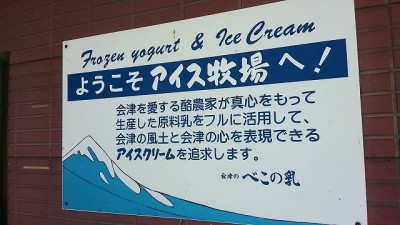 Frozen yogurt & Ice Cream
ようこそ アイス牧場 へ!
会津を愛する酪農家が真心をもって
生産した原料乳をフルに活用して、
会津の風土と会津の心を表現できる
アイスクリームを追求します。
会津の べこの乳